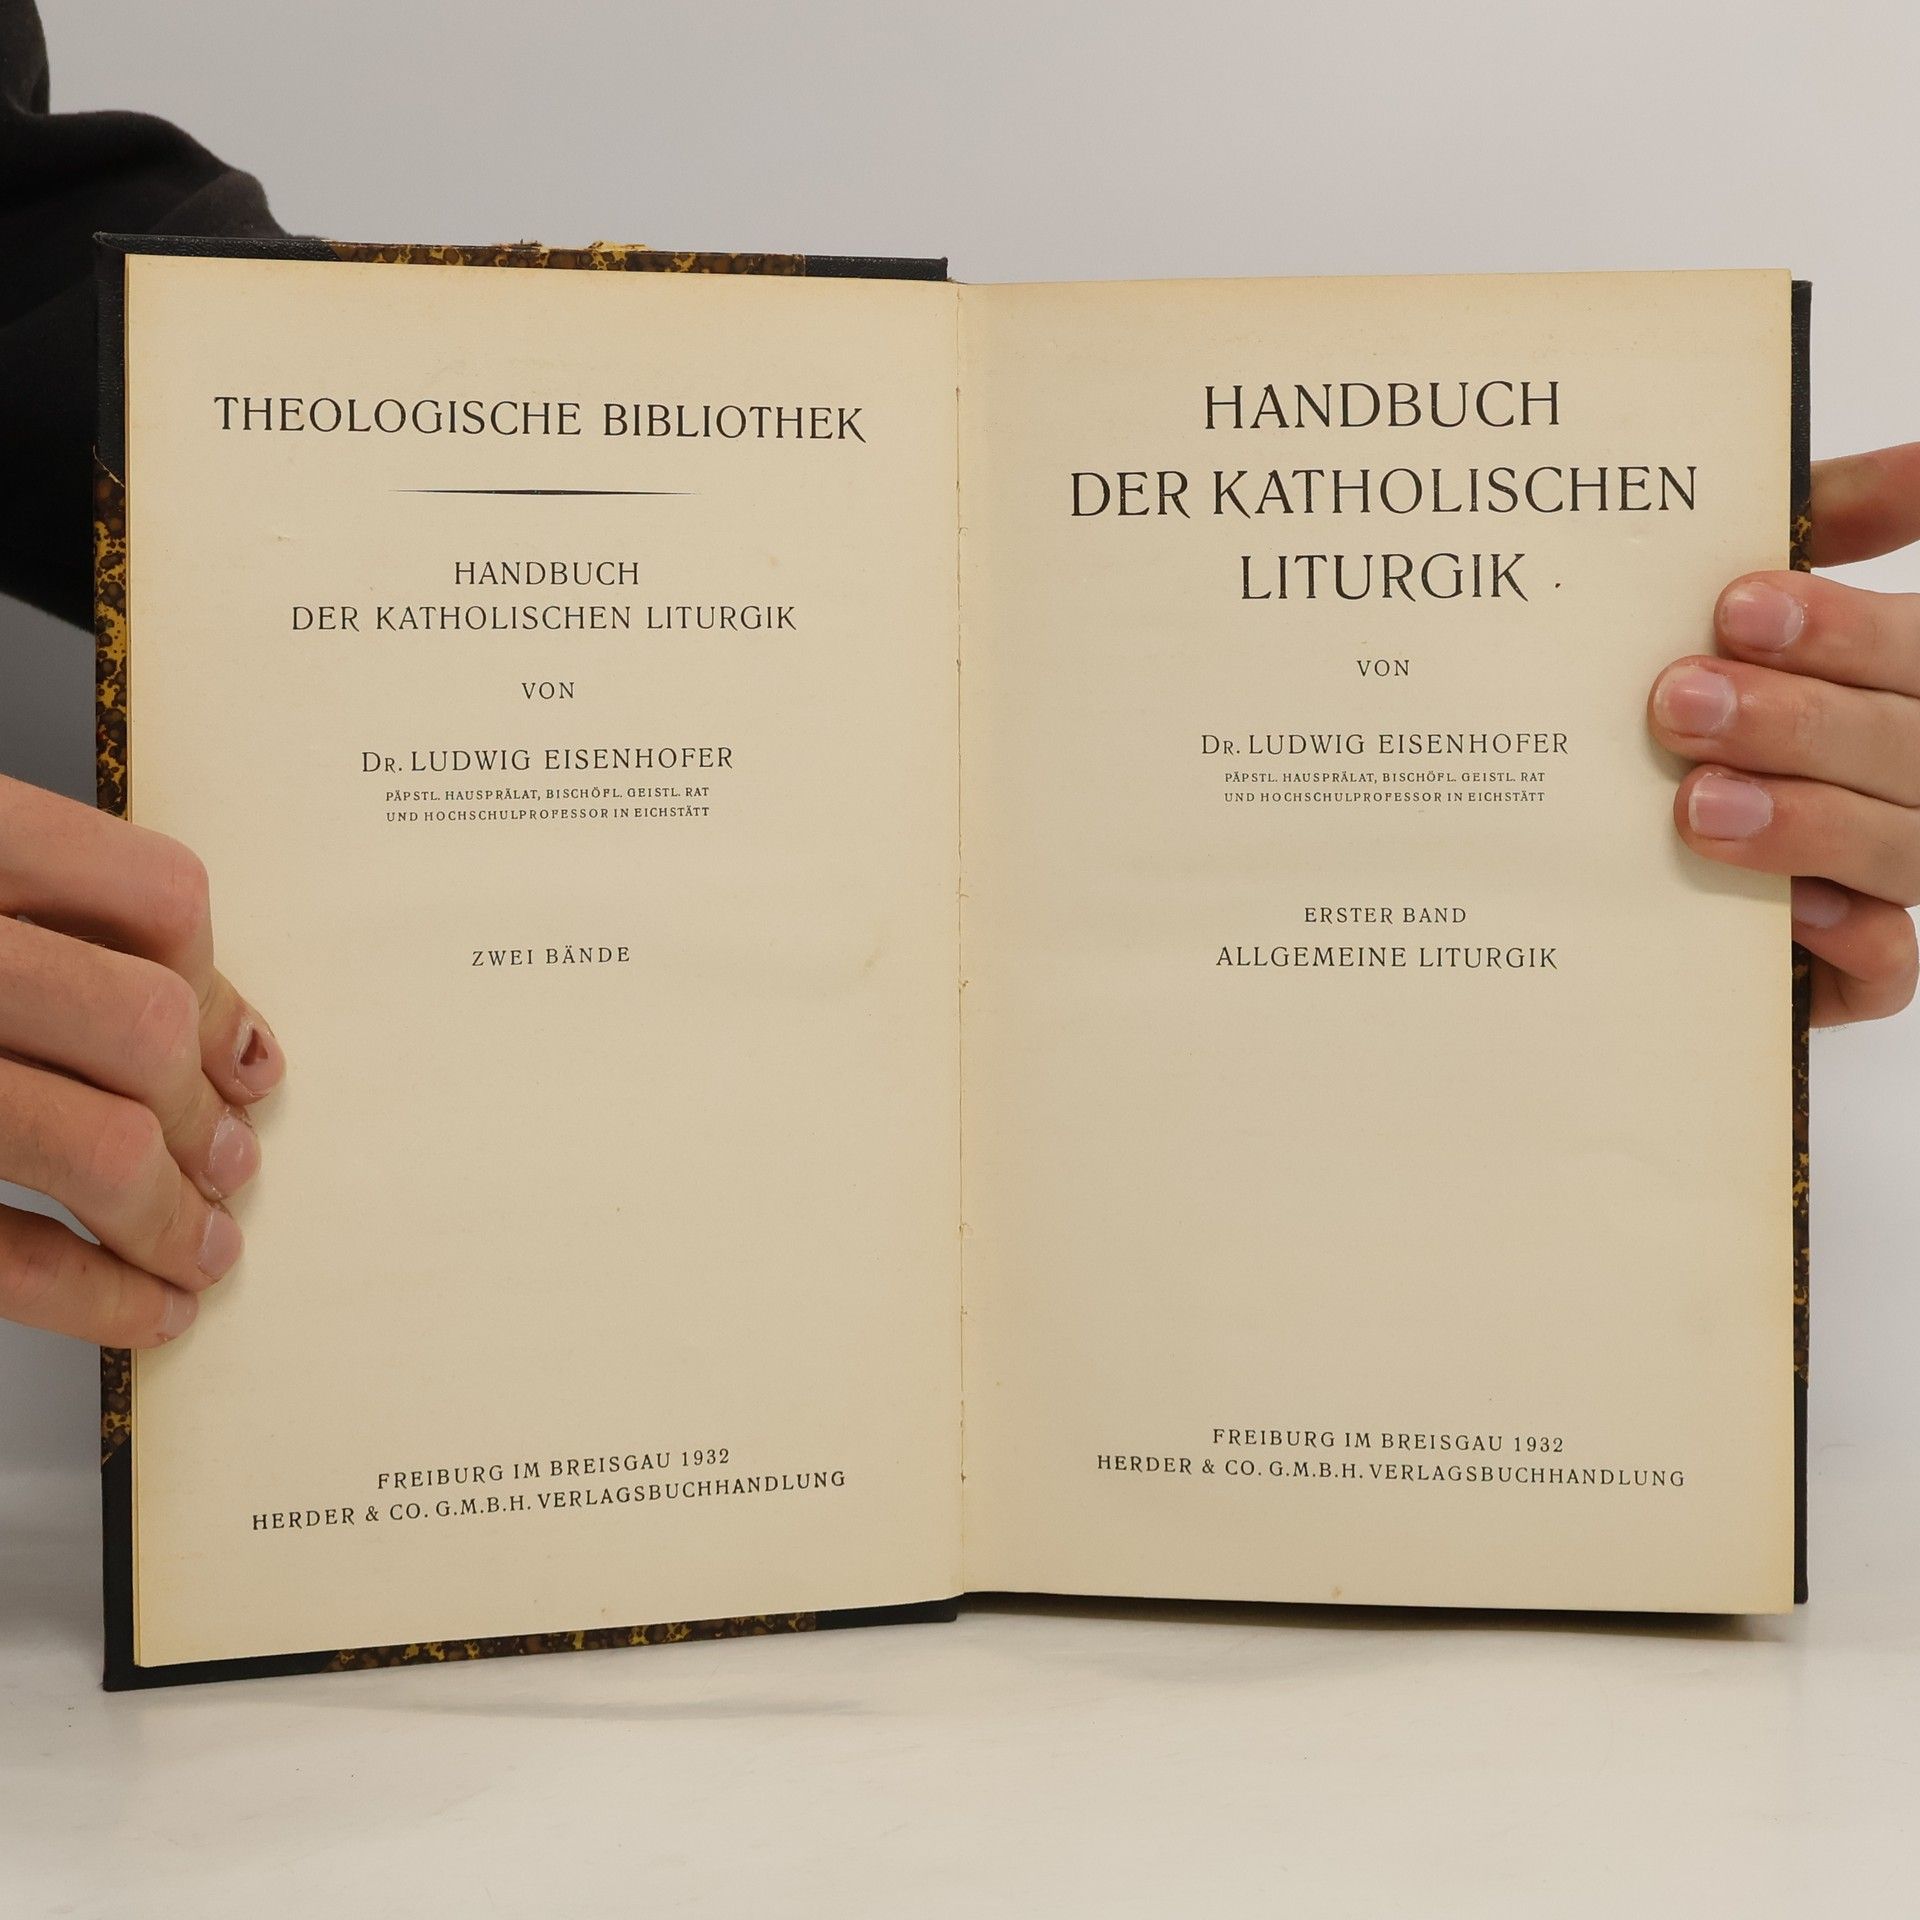 THEOLOGISCHE BIBLIOTHEK
HANDBUCH
DER KATHOLISCHEN LITURGIK
VON
DR. LUDWIG EISENHOFER
PÄPSTL. HAUSPRÄLAT, BISCHÖFL. GEISTL. RAT
UND HOCHSCHULPROFESSOR IN EICHSTÄTT
ZWEI BÄNDE
FREIBURG IM BREISGAU 1932
HERDER & CO. G.M.B.H. VERLAGSBUCHHANDLUNG
HANDBUCH
DER KATHOLISCHEN
LITURGIK
VON
DR. LUDWIG EISENHOFER
PÄPSTL. HAUSPRÄLAT, BISCHÖFL. GEISTL. RAT
UND HOCHSCHULPROFESSOR IN EICHSTÄTT
ERSTER BAND
ALLGEMEINE LITURGIK
FREIBURG IM BREISGAU 1932
HERDER & CO. G.M.B.H. VERLAGSBUCHHANDLUNG